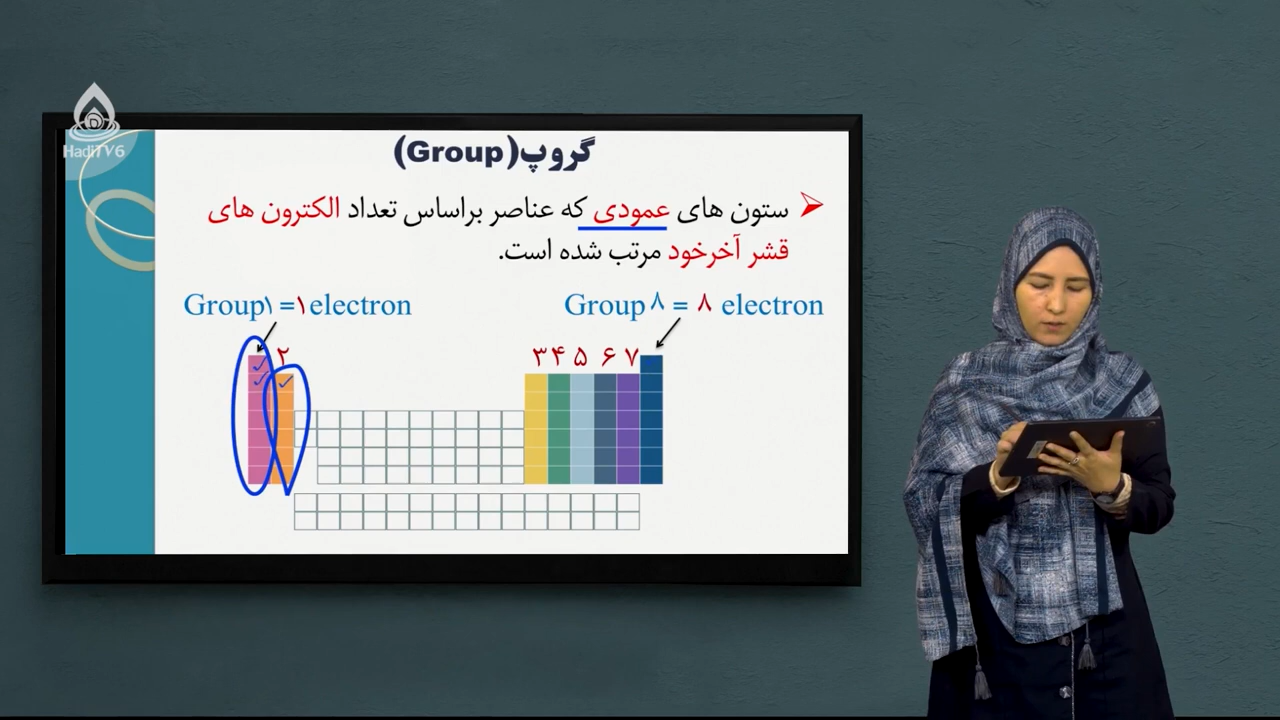 HadiTV6
گروپ(Group)
ستون های عمودی که عناصر براساس تعداد الکترون های
قشر آخرخود مرتب شده است.
Group۱ =۱electron
Group۸ = ۸ electron
۲
۳ ۴ ۵ ۶ ۷